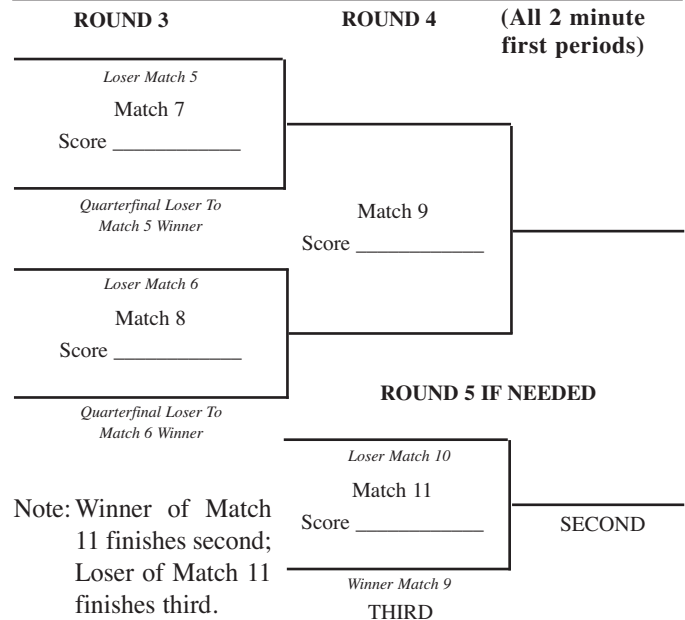 ROUND 3
ROUND 4
(All 2 minute
first periods)
Loser Match 5
Match 7
Score ____________
Quarterfinal Loser To
Match 5 Winner
Match 9
Score ____________
Loser Match 6
Match 8
Score ____________
Quarterfinal Loser To
Match 6 Winner
ROUND 5 IF NEEDED
Loser Match 10
Match 11
Score ____________
SECOND
Winner Match 9
THIRD
Note: Winner of Match
11 finishes second;
Loser of Match 11
finishes third.